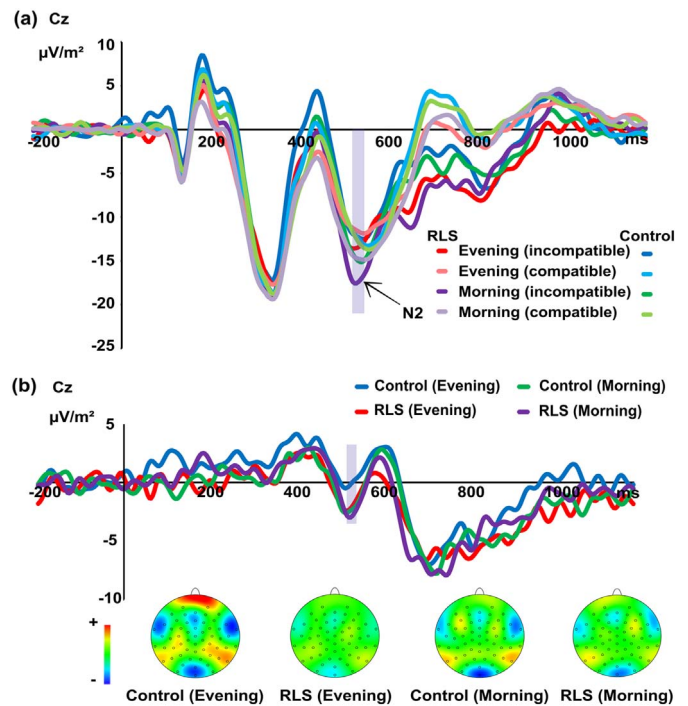 (a) Cz
µV/m²
10
5
-200 200 400 600 800 1000 ms
-5
-10
-15
-20
-25
RLS Control
Evening (incompatible)
Evening (compatible)
Morning (incompatible)
Morning (compatible)
N2
(b) Cz
µV/m²
Control (Evening) Control (Morning)
RLS (Evening) RLS (Morning)
5
-200 200 400 600 800 1000 ms
-5
-10
+
-
Control (Evening) RLS (Evening) Control (Morning) RLS (Morning)